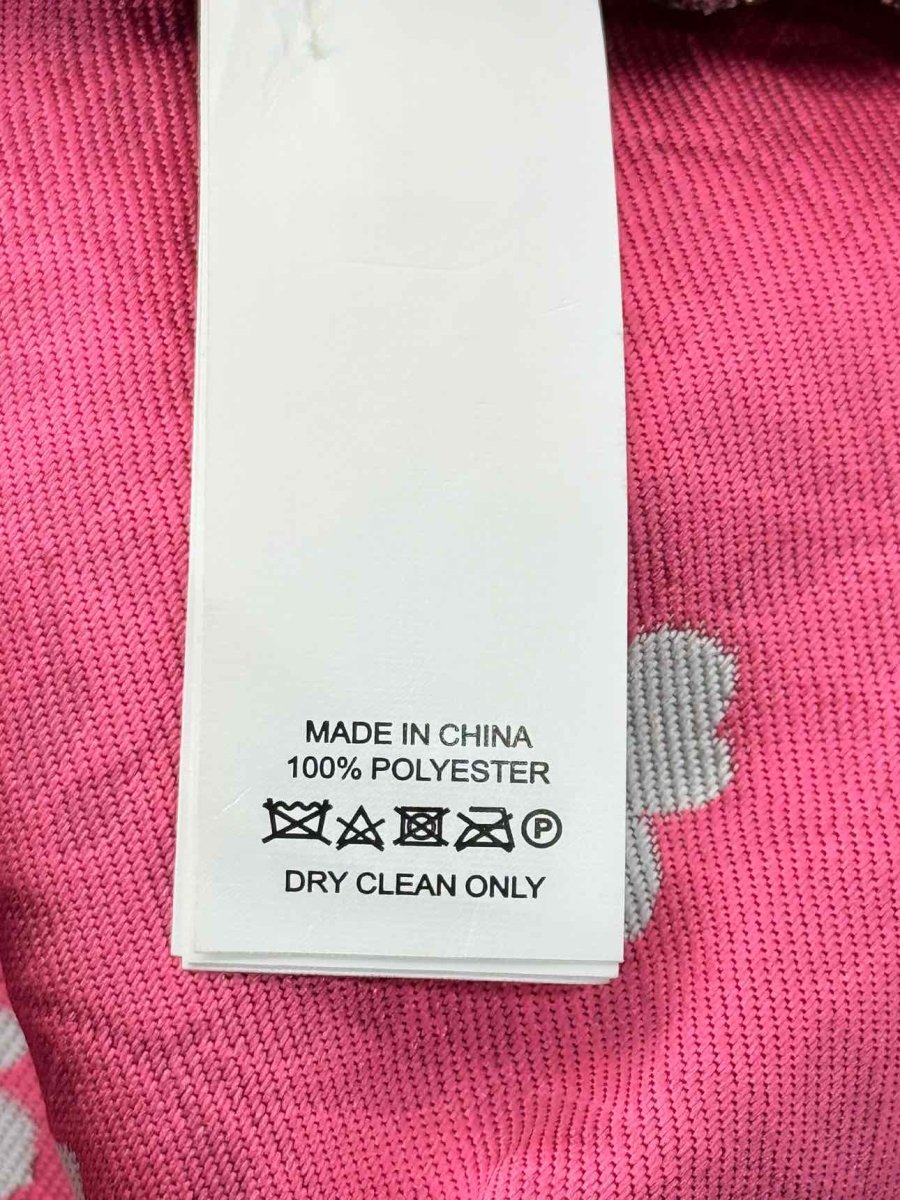 MADE IN CHINA
100% POLYESTER
P
DRY CLEAN ONLY